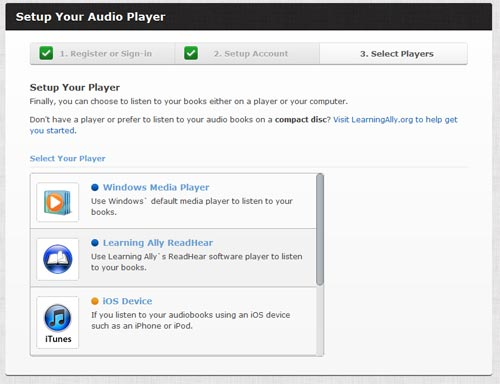 Setup Your Audio Player
1. Register or Sign-in
2. Setup Account
3. Select Players
Setup Your Player
Finally, you can choose to listen to your books either on a player or your computer.
Don't have a player or prefer to listen to your audio books on a compact disc? Visit LearningAlly.org to help get
you started.
Select Your Player
Windows Media Player
Use Windows` default media player to listen to your
books.
Learning Ally ReadHear
Use Learning Ally`s ReadHear software player to listen
to your books.
iTunes
iOS Device
If you listen to your audiobooks using an iOS device
such as an iPhone or iPod.